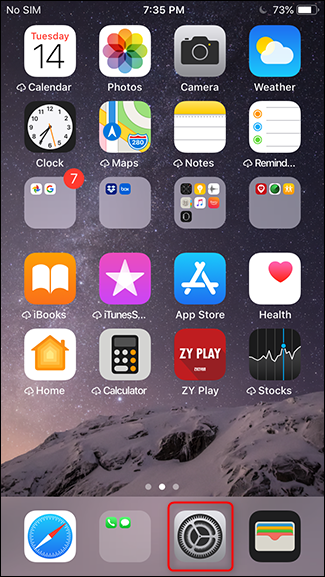 No SIM 7:35 PM 73%
Tuesday
14
Calendar Photos Camera Weather
280
Clock Maps Notes Remind...
7
iBooks iTunesS... App Store Health
ZY PLAY
Home Calculator ZY Play Stocks